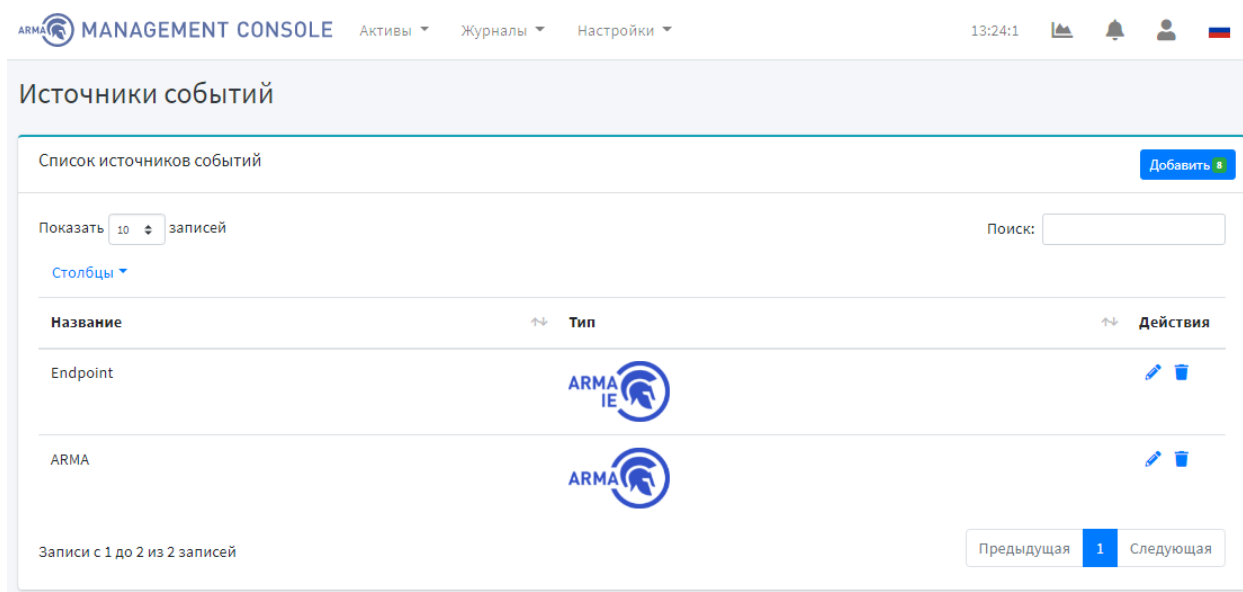 ARMA MANAGEMENT CONSOLE Активы Журналы Настройки 13:24:1
Источники событий
Список источников событий Добавить 8
Показать 10 записей Поиск:
Столбцы
Название Тип Действия
Endpoint ARMA IE
ARMA ARMA
Записи с 1 до 2 из 2 записей Предыдущая 1 Следующая